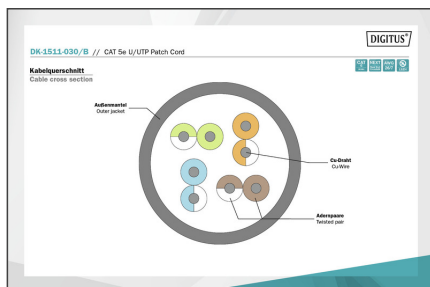 DIGITUS®
DK-1511-030/B // CAT 5e U/UTP Patch Cord
Kabelquerschnitt
Cable cross section
Außenmantel
Outer jacket
Cu-Draht
Cu-Wire
Adernpaare
Twisted pair